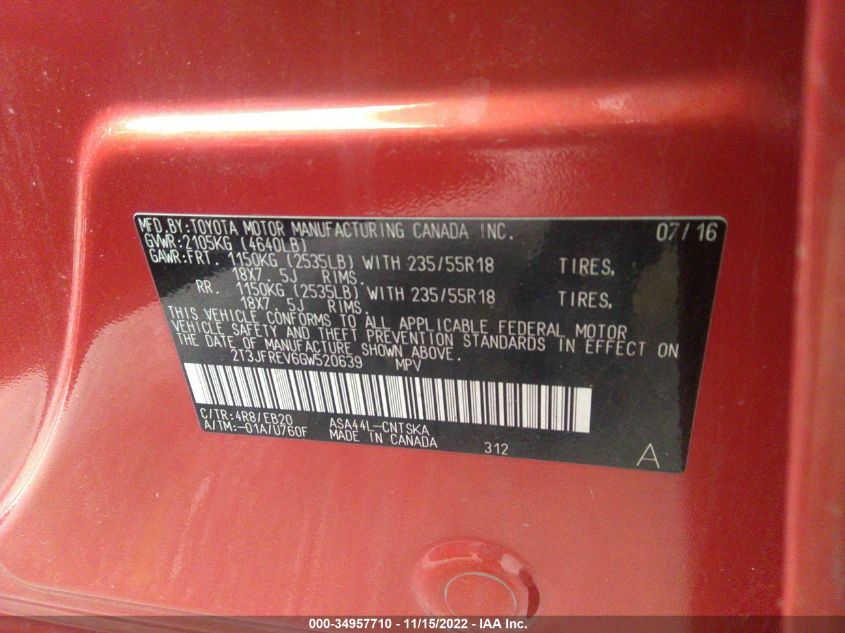 MFD.BY:TOYOTA MOTOR MANUFACTURING CANADA INC. 07/16
GVWR:2105KG (4640LB)
GAWR:FRT. 1150KG (2535LB) WITH 235/55R18 TIRES,
18X7.5J RIMS.
RR. 1150KG (2535LB) WITH 235/55R18 TIRES,
18X7.5J RIMS.
THIS VEHICLE CONFORMS TO ALL APPLICABLE FEDERAL MOTOR
VEHICLE SAFETY AND THEFT PREVENTION STANDARDS IN EFFECT ON
THE DATE OF MANUFACTURE SHOWN ABOVE.
2T3JFREV6GW520639 MPV
C/TR:4R8/EB20 ASA44L-CNTSKA
A/TM:-01A/U760F MADE IN CANADA 312 A
000-34957710 - 11/15/2022 - IAA Inc.